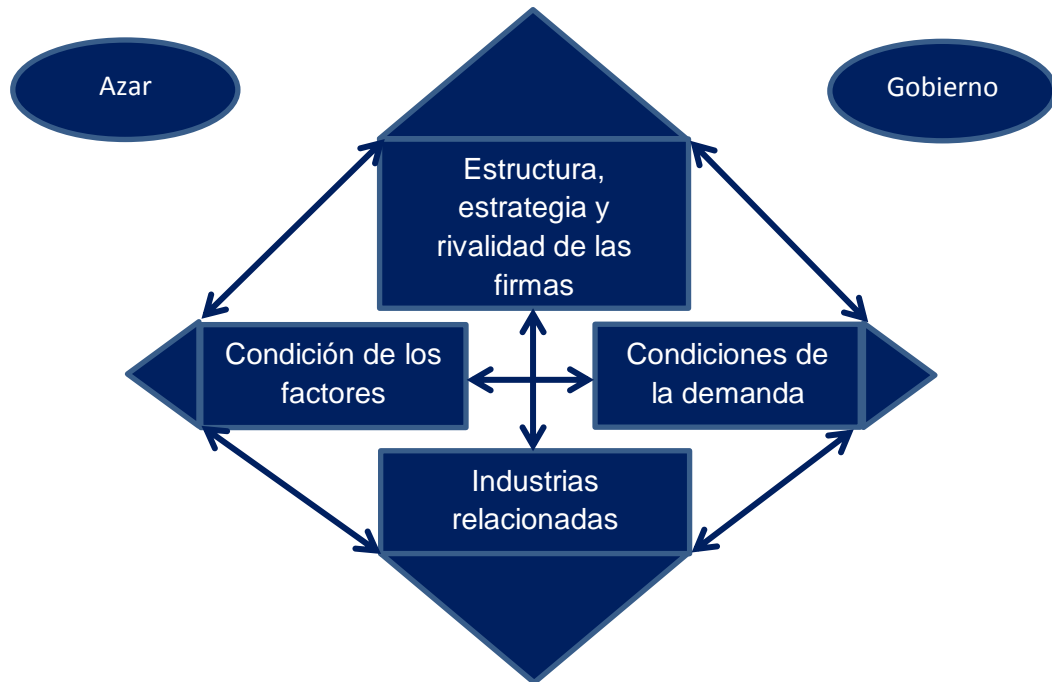 Azar
Gobierno
Estructura,
estrategia y
rivalidad de las
firmas
Condición de los
factores
Condiciones de
la demanda
Industrias
relacionadas